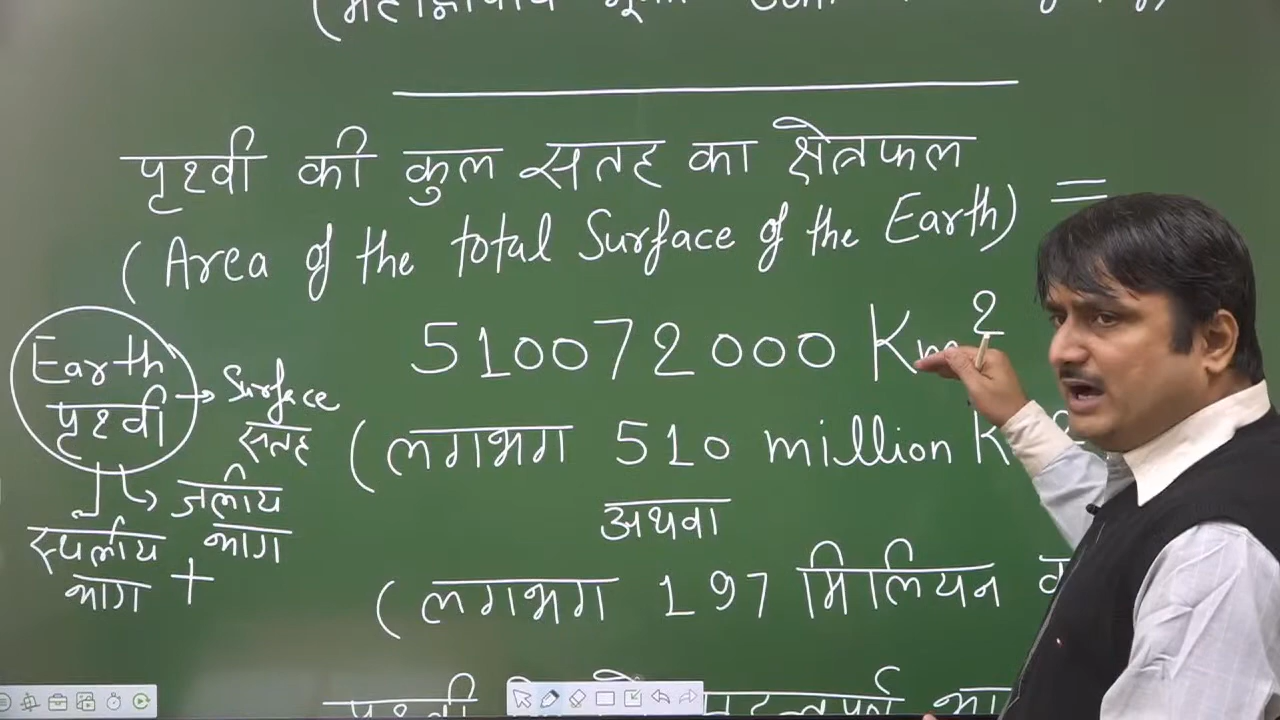 पृथ्वी की कुल सतह का क्षेत्रफल
(Area of the total Surface of the Earth) =
510072000 Km²
(लगभग 510 million K
अथवा
(लगभग 197 मिलियन व
Earth
पृथ्वी
→ Surface
सतह
जलीय
भाग
स्थलीय
भाग +